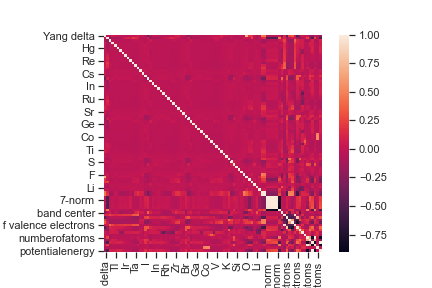 Yang delta
Hg
Re
Cs
In
Ru
Sr
Ge
Co
Ti
S
F
Li
7-norm
band center
f valence electrons
numberofatoms
potentialenergy
delta
Tl
Ir
Ta
I
In
Rh
Zr
Br
Ga
Co
V
K
Si
O
Li
norm
trons
toms
toms
1.00
0.75
0.50
0.25
0.00
−0.25
−0.50
−0.75